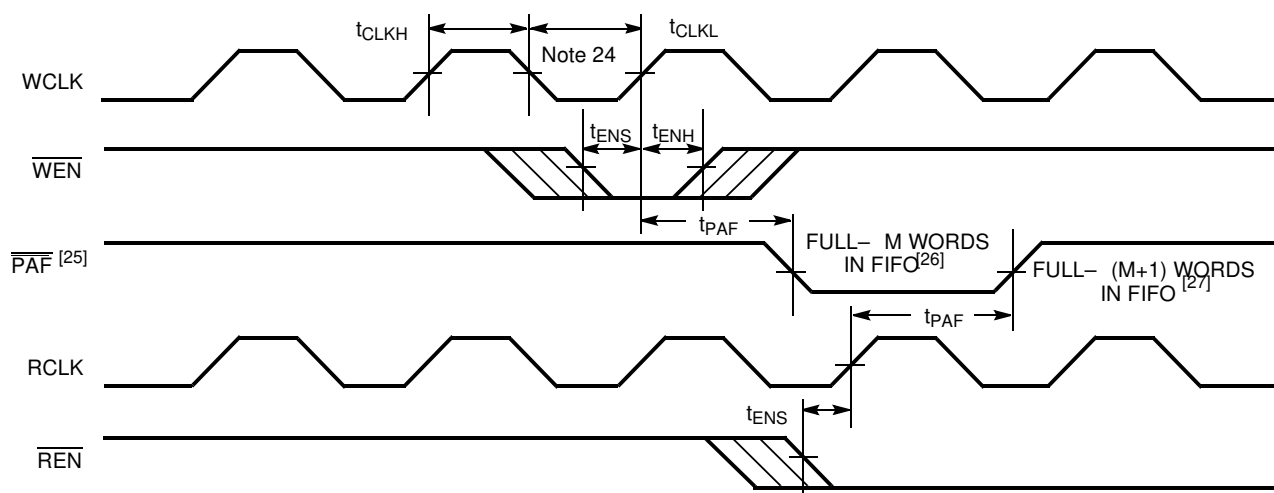 tCLKH
tCLKL
Note 24
WCLK
tENS
tENH
WEN
tPAF
PAF [25]
FULL– M WORDS
IN FIFO[26]
FULL– (M+1) WORDS
IN FIFO [27]
tPAF
RCLK
tENS
REN